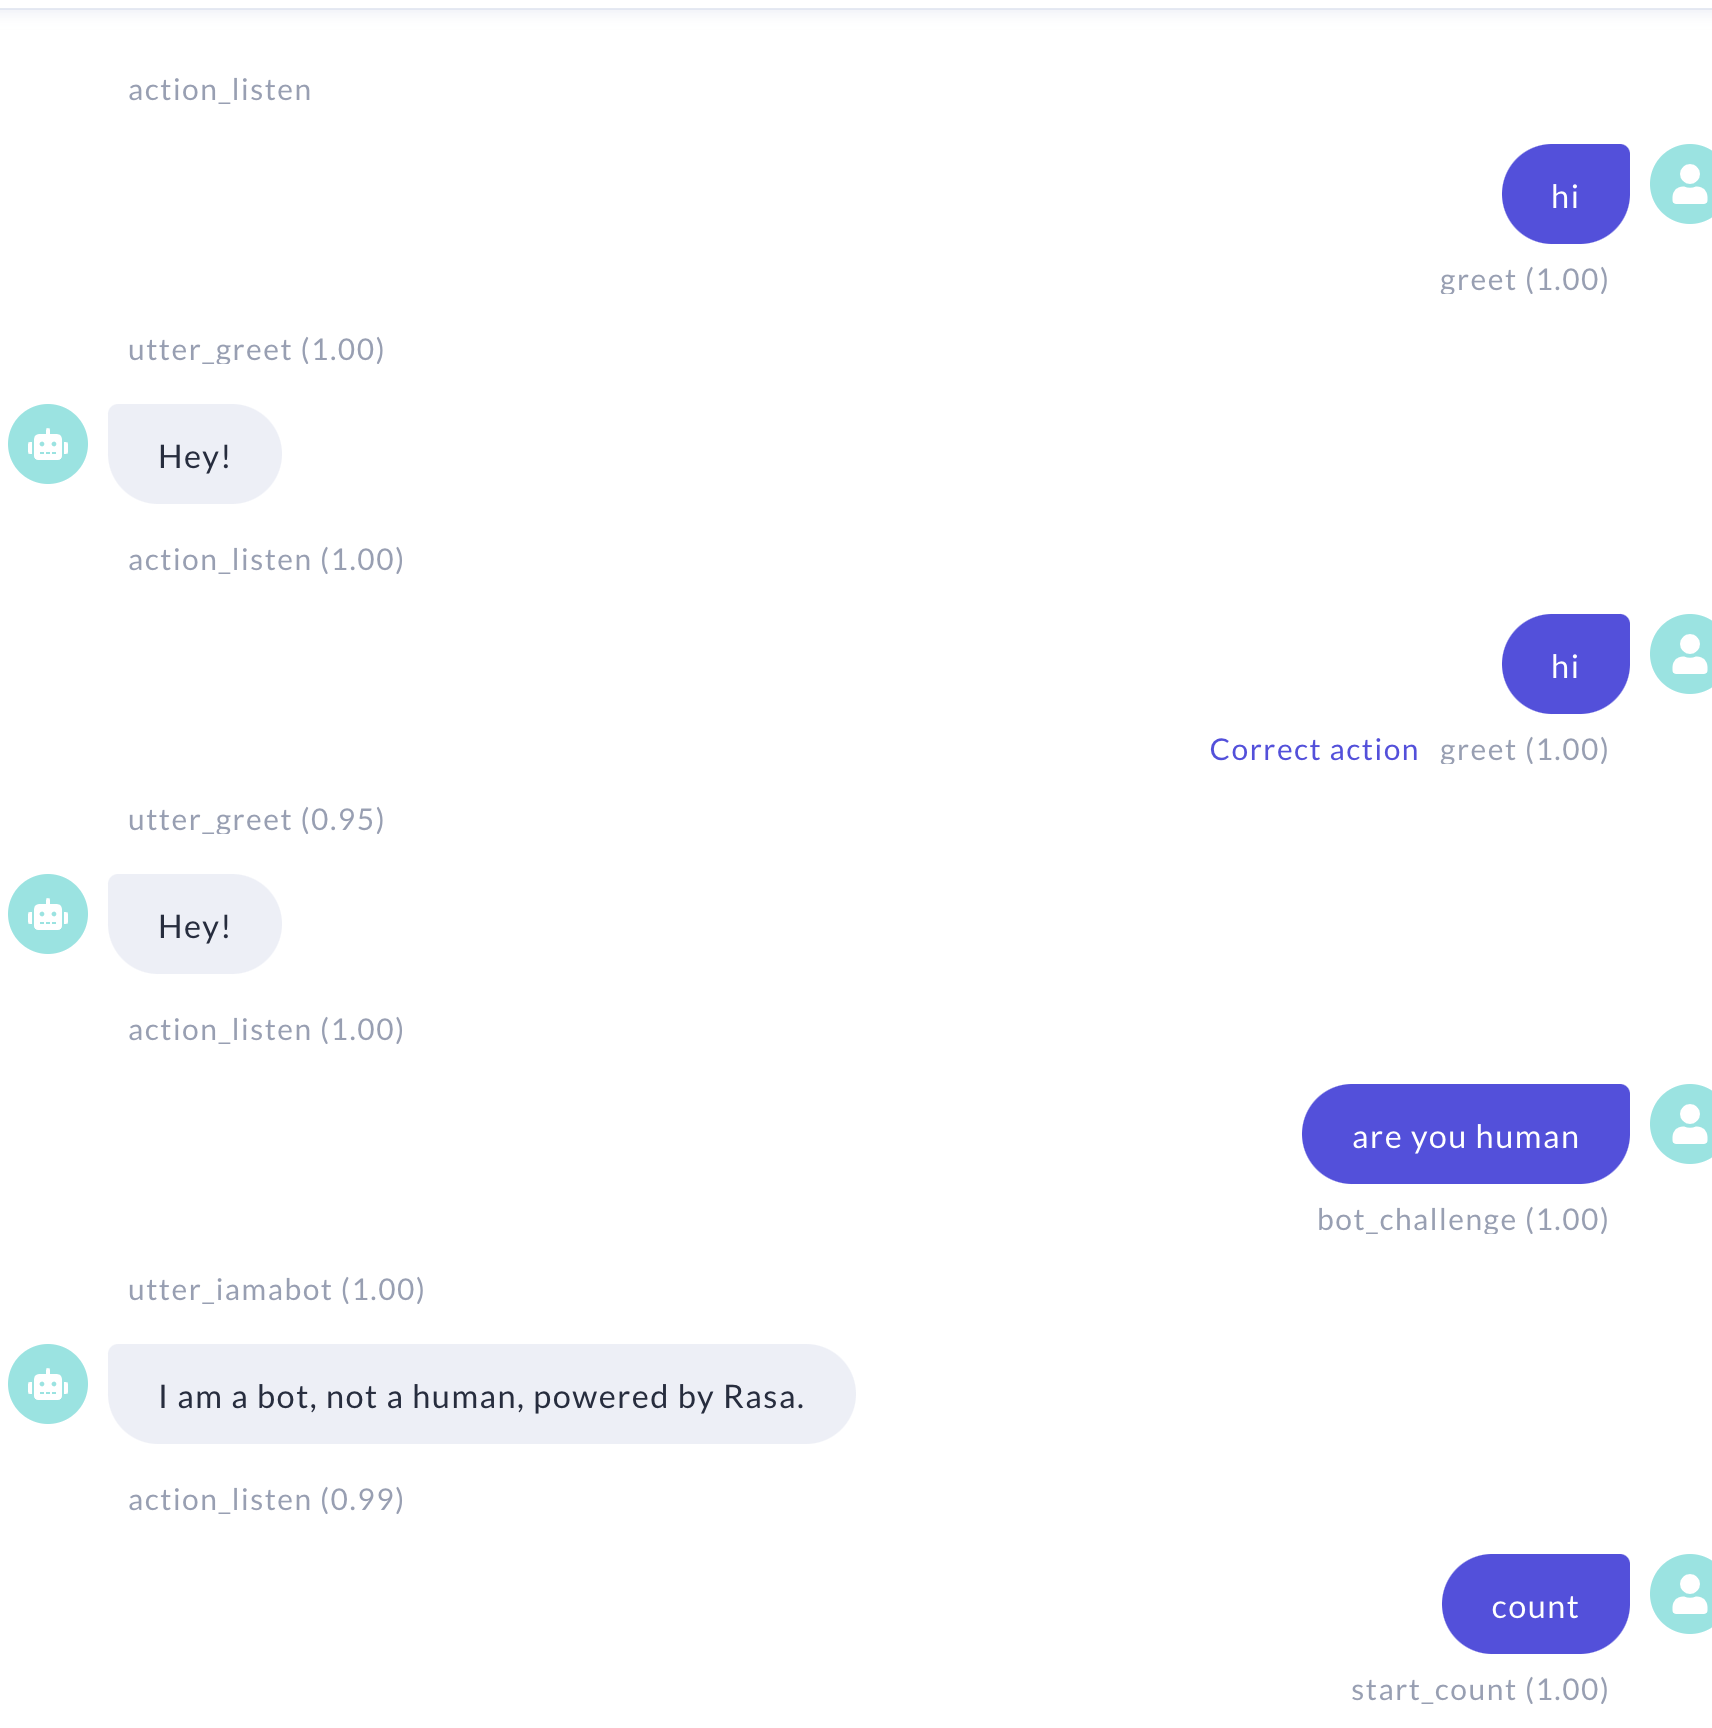 action_listen
hi
greet (1.00)
utter_greet (1.00)
Hey!
action_listen (1.00)
hi
Correct action greet (1.00)
utter_greet (0.95)
Hey!
action_listen (1.00)
are you human
bot_challenge (1.00)
utter_iamabot (1.00)
I am a bot, not a human, powered by Rasa.
action_listen (0.99)
count
start_count (1.00)